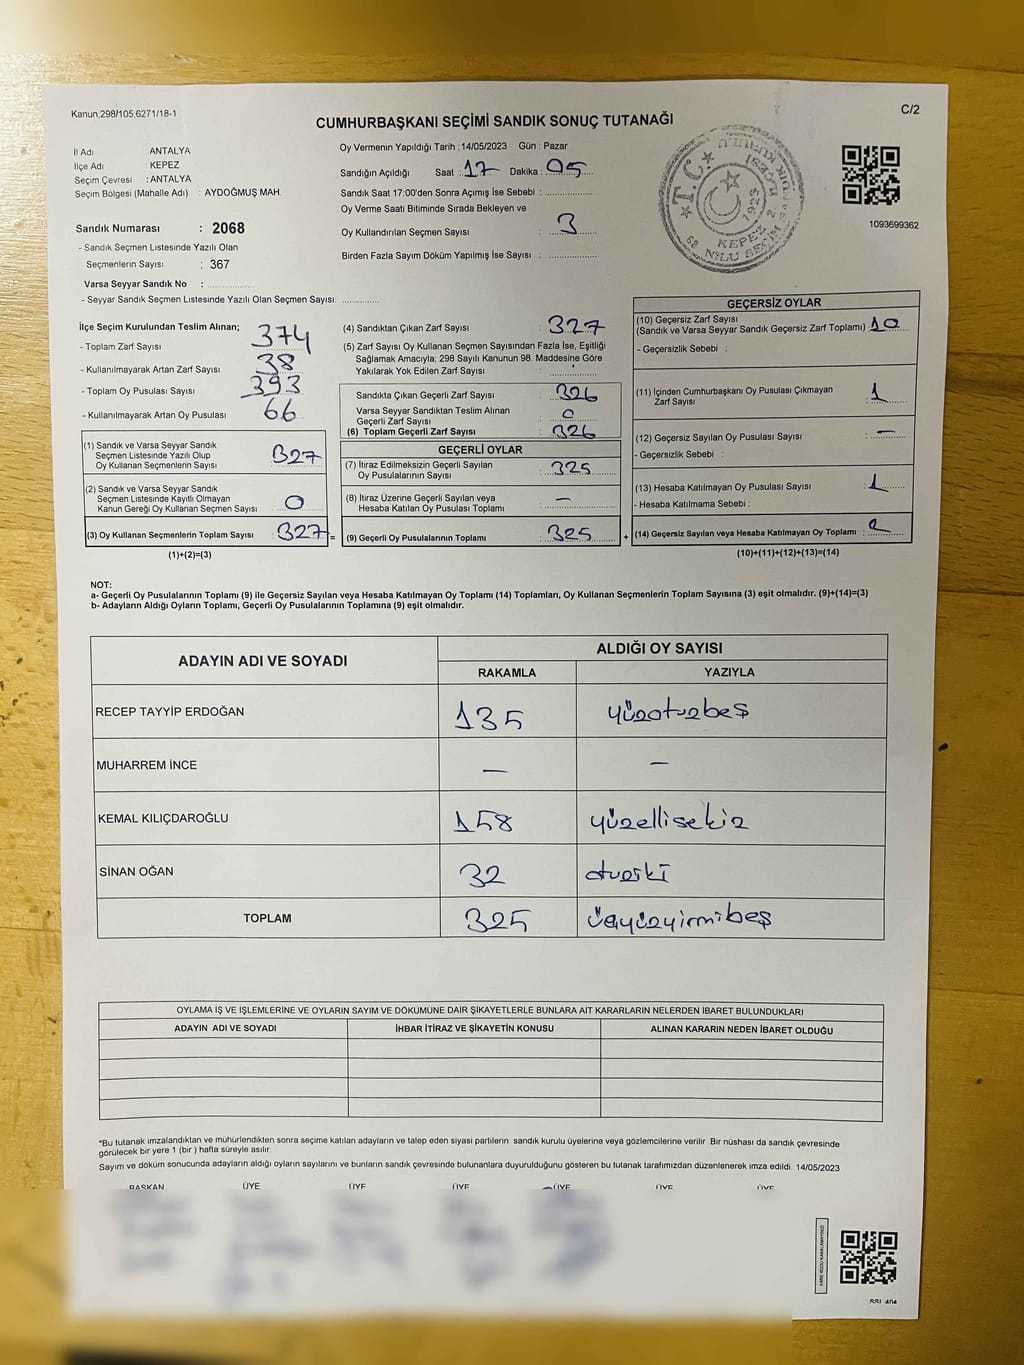 Kanun;298/105,6271/18-1
C/2
CUMHURBAŞKANI SEÇİMİ SANDIK SONUÇ TUTANAĞI
İl Adı : ANTALYA
İlçe Adı : KEPEZ
Seçim Çevresi : ANTALYA
Seçim Bölgesi (Mahalle Adı) : AYDOĞMUŞ MAH.
Sandık Numarası : 2068
- Sandık Seçmen Listesinde Yazılı Olan
Seçmenlerin Sayısı : 367
Varsa Seyyar Sandık No :
- Seyyar Sandık Seçmen Listesinde Yazılı Olan Seçmen Sayısı:
Oy Vermenin Yapıldığı Tarih : 14/05/2023 Gün : Pazar
Sandığın Açıldığı Saat : 17 Dakika : 05
Sandık Saat 17:00'den Sonra Açımış İse Sebebi :
Oy Verme Saati Bitiminde Sırada Bekleyen ve
Oy Kullandırılan Seçmen Sayısı : 3
Birden Fazla Sayım Döküm Yapılmış İse Sayısı :
T.C.
1923
KEPEZ 2.
1093699362
İlçe Seçim Kurulundan Teslim Alınan;
- Toplam Zarf Sayısı 374
- Kullanılmayarak Artan Zarf Sayısı 38
- Toplam Oy Pusulası Sayısı 393
- Kullanılmayarak Artan Oy Pusulası 66
(1) Sandık ve Varsa Seyyar Sandık
Seçmen Listesinde Yazılı Olup
Oy Kullanan Seçmenlerin Sayısı : 327
(2) Sandık ve Varsa Seyyar Sandık
Seçmen Listesinde Kayıtlı Olmayan
Kanun Gereği Oy Kullanan Seçmen Sayısı : 0
(3) Oy Kullanan Seçmenlerin Toplam Sayısı : 327 =
(1)+(2)=(3)
(4) Sandıktan Çıkan Zarf Sayısı : 327
(5) Zarf Sayısı Oy Kullanan Seçmen Sayısından Fazla İse, Eşitliği
Sağlamak Amacıyla; 298 Sayılı Kanunun 98. Maddesine Göre
Yakılarak Yok Edilen Zarf Sayısı :
Sandıkta Çıkan Geçerli Zarf Sayısı : 326
Varsa Seyyar Sandıktan Teslim Alınan
Geçerli Zarf Sayısı : 0
(6) Toplam Geçerli Zarf Sayısı : 326
GEÇERLİ OYLAR
(7) İtiraz Edilmeksizin Geçerli Sayılan
Oy Pusulalarının Sayısı : 325
(8) İtiraz Üzerine Geçerli Sayılan veya
Hesaba Katılan Oy Pusulası Toplamı : —
(9) Geçerli Oy Pusulalarının Toplamı : 325 +
GEÇERSİZ OYLAR
(10) Geçersiz Zarf Sayısı
(Sandık ve Varsa Seyyar Sandık Geçersiz Zarf Toplamı) :
- Geçersizlik Sebebi :
(11) İçinden Cumhurbaşkanı Oy Pusulası Çıkmayan
Zarf Sayısı : 1
(12) Geçersiz Sayılan Oy Pusulası Sayısı : —
- Geçersizlik Sebebi :
(13) Hesaba Katılmayan Oy Pusulası Sayısı : 1
- Hesaba Katılmama Sebebi :
(14) Geçersiz Sayılan veya Hesaba Katılmayan Oy Toplamı : 2
(10)+(11)+(12)+(13)=(14)
NOT:
a- Geçerli Oy Pusulalarının Toplamı (9) ile Geçersiz Sayılan veya Hesaba Katılmayan Oy Toplamı (14) Toplamları, Oy Kullanan Seçmenlerin Toplam Sayısına (3) eşit olmalıdır. (9)+(14)=(3)
b- Adayların Aldığı Oyların Toplamı, Geçerli Oy Pusulalarının Toplamına (9) eşit olmalıdır.
ADAYIN ADI VE SOYADI
ALDIĞI OY SAYISI
RAKAMLA YAZIYLA
RECEP TAYYİP ERDOĞAN 135 yüzotuzbeş
MUHARREM İNCE — —
KEMAL KILIÇDAROĞLU 158 yüzellisekiz
SİNAN OĞAN 32 otuziki
TOPLAM 325 üçyüzyirmibeş
OYLAMA İŞ VE İŞLEMLERİNE VE OYLARIN SAYIM VE DÖKÜMÜNE DAİR ŞİKAYETLERLE BUNLARA AİT KARARLARIN NELERDEN İBARET BULUNDUKLARI
ADAYIN ADI VE SOYADI İHBAR İTİRAZ VE ŞİKAYETİN KONUSU ALINAN KARARIN NEDEN İBARET OLDUĞU
*Bu tutanak imzalandıktan ve mühürlendikten sonra seçime katılan adayların ve talep eden siyasi partilerin sandık kurulu üyelerine veya gözlemcilerine verilir .Bir nüshası da sandık çevresinde
görülecek bir yere 1 (bir ) hafta süreyle asılır.
Sayım ve döküm sonucunda adayların aldığı oyların sayılarını ve bunların sandık çevresinde bulunanlara duyurulduğunu gösteren bu tutanak tarafımızdan düzenlenerek imza edildi. 14/05/2023
BAŞKAN ÜYE ÜYE ÜYE ÜYE ÜYE ÜYE